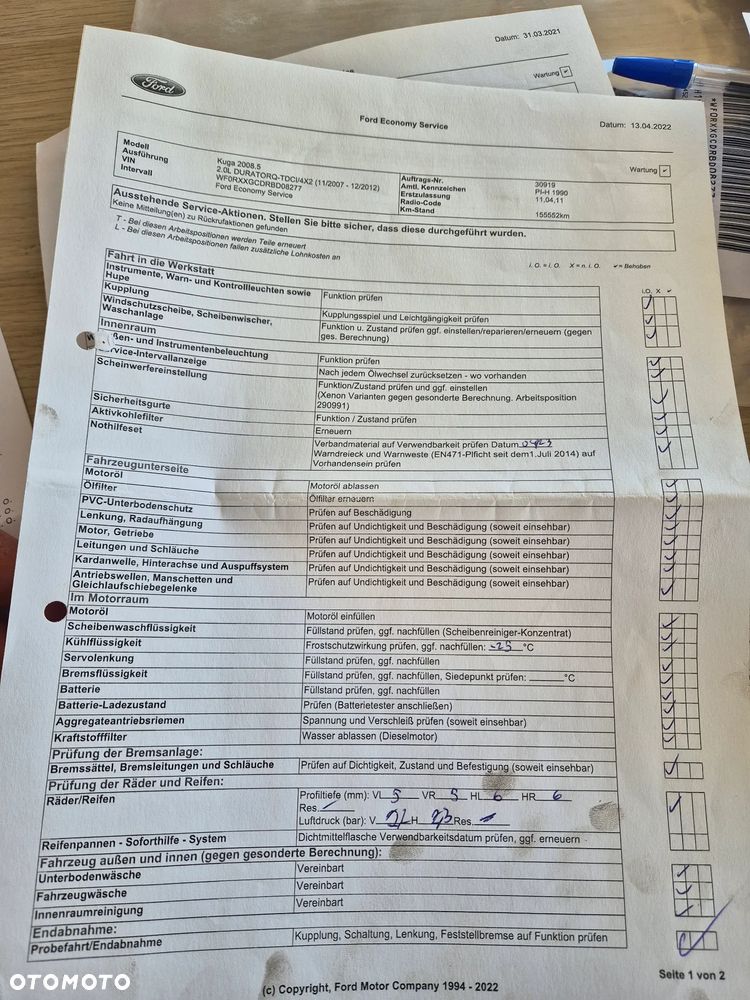 Datum: 31.03.2021
Wartung
Ford
Ford Economy Service
Datum: 13.04.2022
Wartung
Modell Kuga 2008.5
Ausführung 2.0L DURATORQ-TDCI/4X2 (11/2007 - 12/2012)
VIN WF0RXXGCDRBD08277
Intervall Ford Economy Service
Auftrags-Nr. 30919
Amtl. Kennzeichen PI-H 1990
Erstzulassung 11.04.11
Radio-Code
Km-Stand 155552km
Ausstehende Service-Aktionen. Stellen Sie bitte sicher, dass diese durchgeführt wurden.
Keine Mitteilung(en) zu Rückrufaktionen gefunden
T - Bei diesen Arbeitspositionen werden Teile erneuert
L - Bei diesen Arbeitspositionen fallen zusätzliche Lohnkosten an
i. O. = i. O. X = n. i. O. ✓ = Behoben
i.O. X ✓
Fahrt in die Werkstatt
Instrumente, Warn- und Kontrollleuchten sowie Hupe Funktion prüfen
Kupplung Kupplungsspiel und Leichtgängigkeit prüfen
Windschutzscheibe, Scheibenwischer, Waschanlage Funktion u. Zustand prüfen ggf. einstellen/reparieren/erneuern (gegen ges. Berechnung)
Innenraum
ßen- und Instrumentenbeleuchtung Funktion prüfen
ervice-Intervallanzeige Nach jedem Ölwechsel zurücksetzen - wo vorhanden
Scheinwerfereinstellung Funktion/Zustand prüfen und ggf. einstellen
(Xenon Varianten gegen gesonderte Berechnung. Arbeitsposition 290991)
Sicherheitsgurte Funktion / Zustand prüfen
Aktivkohlefilter Erneuern
Nothilfeset Verbandmaterial auf Verwendbarkeit prüfen Datum
Warndreieck und Warnweste (EN471-Plficht seit dem1.Juli 2014) auf Vorhandensein prüfen
Fahrzeugunterseite
Motoröl Motoröl ablassen
Ölfilter Ölfilter erneuern
PVC-Unterbodenschutz Prüfen auf Beschädigung
Lenkung, Radaufhängung Prüfen auf Undichtigkeit und Beschädigung (soweit einsehbar)
Motor, Getriebe Prüfen auf Undichtigkeit und Beschädigung (soweit einsehbar)
Leitungen und Schläuche Prüfen auf Undichtigkeit und Beschädigung (soweit einsehbar)
Kardanwelle, Hinterachse und Auspuffsystem Prüfen auf Undichtigkeit und Beschädigung (soweit einsehbar)
Antriebswellen, Manschetten und Gleichlaufschiebegelenke Prüfen auf Undichtigkeit und Beschädigung (soweit einsehbar)
Im Motorraum
Motoröl Motoröl einfüllen
Scheibenwaschflüssigkeit Füllstand prüfen, ggf. nachfüllen (Scheibenreiniger-Konzentrat)
Kühlflüssigkeit Frostschutzwirkung prüfen, ggf. nachfüllen: -25 °C
Servolenkung Füllstand prüfen, ggf. nachfüllen
Bremsflüssigkeit Füllstand prüfen, ggf. nachfüllen, Siedepunkt prüfen: ______°C
Batterie Füllstand prüfen, ggf. nachfüllen
Batterie-Ladezustand Prüfen (Batterietester anschließen)
Aggregateantriebsriemen Spannung und Verschleiß prüfen (soweit einsehbar)
Kraftstofffilter Wasser ablassen (Dieselmotor)
Prüfung der Bremsanlage:
Bremssättel, Bremsleitungen und Schläuche Prüfen auf Dichtigkeit, Zustand und Befestigung (soweit einsehbar)
Prüfung der Räder und Reifen:
Räder/Reifen Profiltiefe (mm): VL 5 VR 5 HL 6 HR 6
Res.
Luftdruck (bar): V H Res.
Reifenpannen - Soforthilfe - System Dichtmittelflasche Verwendbarkeitsdatum prüfen, ggf. erneuern
Fahrzeug außen und innen (gegen gesonderte Berechnung):
Unterbodenwäsche Vereinbart
Fahrzeugwäsche Vereinbart
Innenraumreinigung Vereinbart
Endabnahme:
Probefahrt/Endabnahme Kupplung, Schaltung, Lenkung, Feststellbremse auf Funktion prüfen
Seite 1 von 2
(c) Copyright, Ford Motor Company 1994 - 2022
OTOMOTO